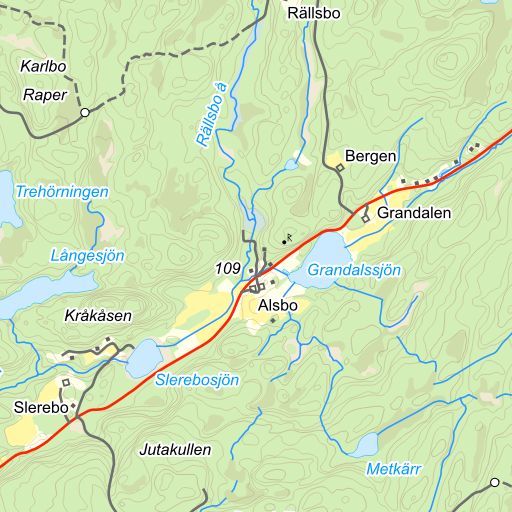 Rällsbo
Karlbo
Raper
Rällsbo å
Bergen
Trehörningen
Grandalen
Långesjön
109
Grandalssjön
Alsbo
Kråkåsen
Slerebosjön
Slerebo
Jutakullen
Metkärr